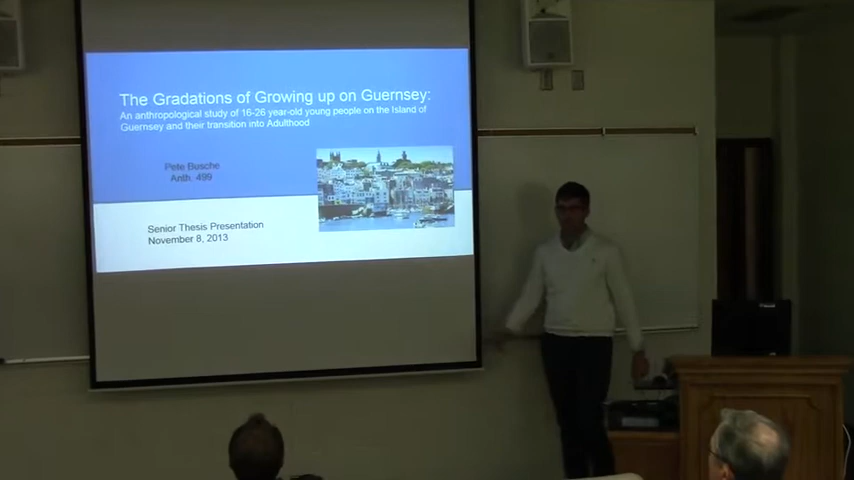 The Gradations of Growing up on Guernsey:
An anthropological study of 16-26 year-old young people on the Island of
Guernsey and their transition into Adulthood
Pete Busche
Anth. 499
Senior Thesis Presentation
November 8, 2013